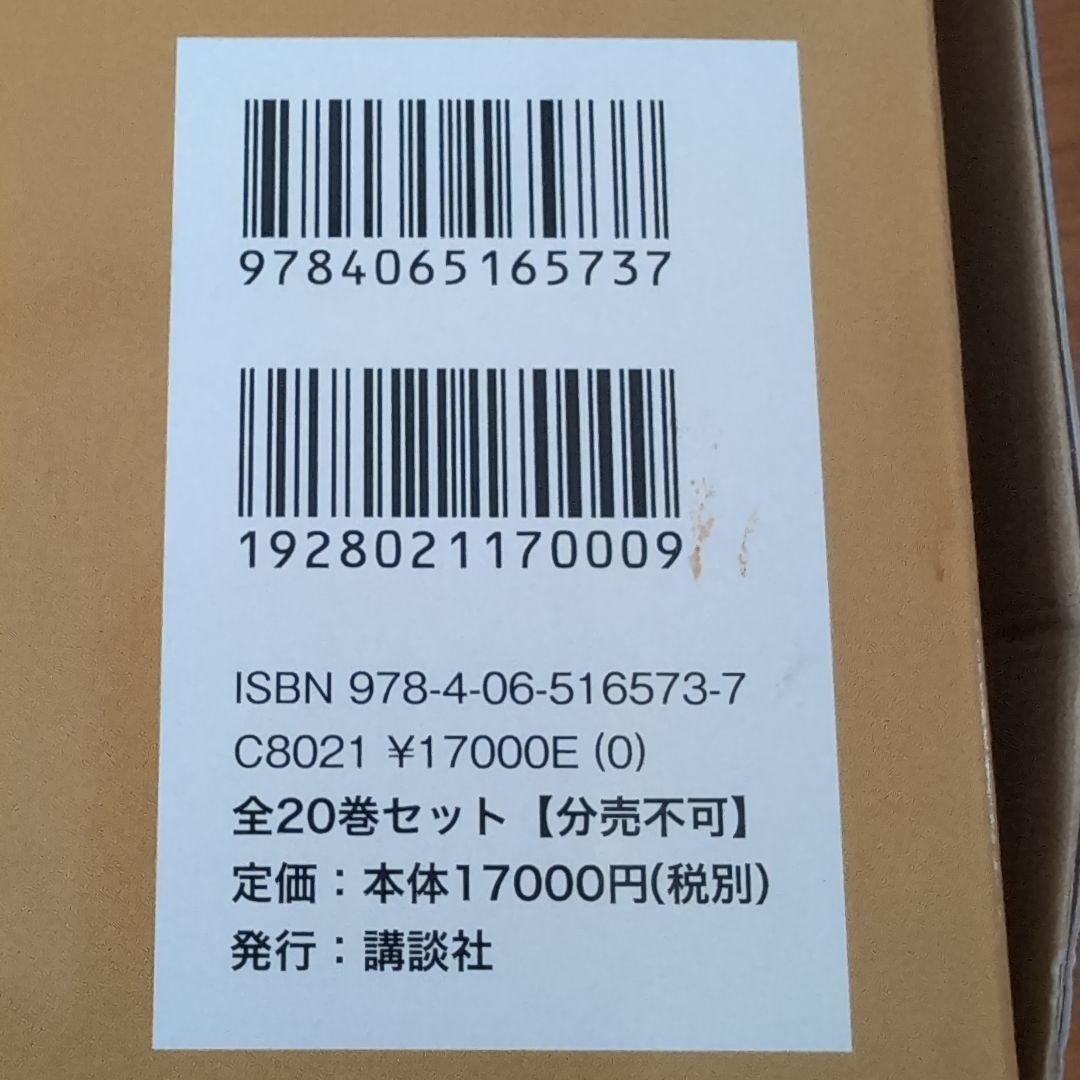 9784065165737
1928021170009
ISBN 978-4-06-516573-7
C8021 ¥17000E (0)
全20巻セット【分売不可】
定価：本体17000円(税別)
発行：講談社